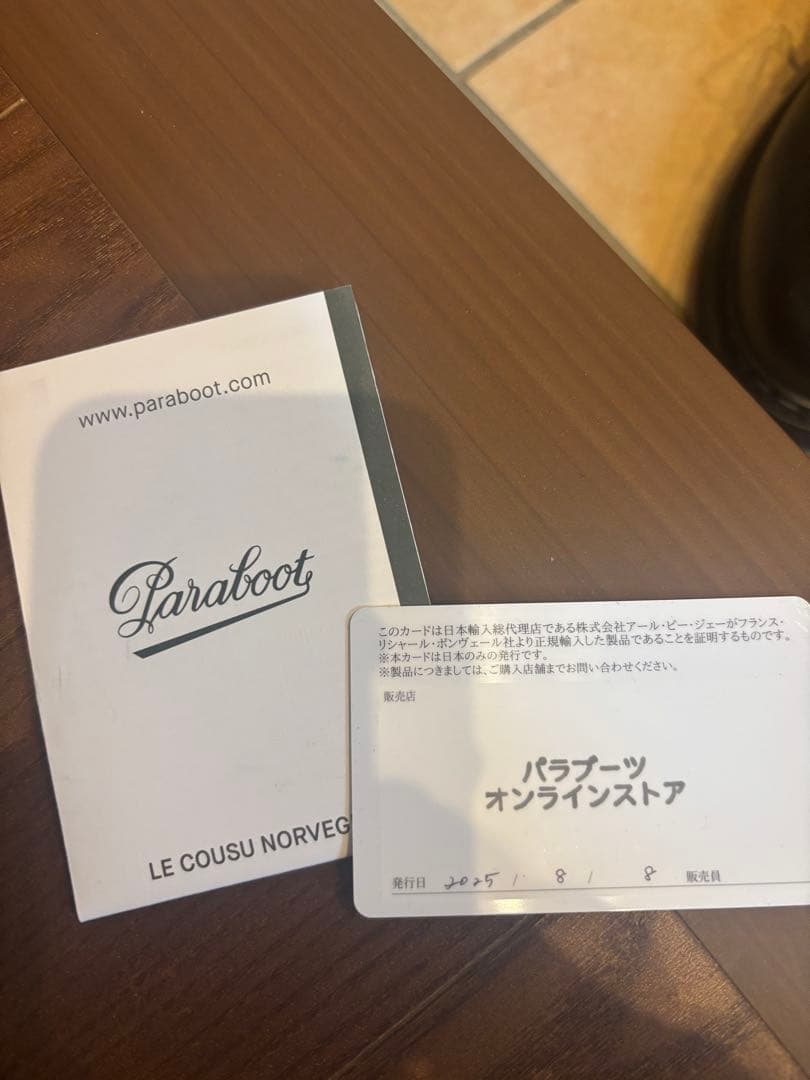 www.paraboot.com
Paraboot
LE COUSU NORVEG
このカードは日本輸入総代理店である株式会社アール・ビー・ジェーがフランス・
リシャール・ポンヴェール社より正規輸入した製品であることを証明するものです。
※本カードは日本のみの発行です。
※製品につきましては、ご購入店舗までお問い合わせください。
販売店
パラブーツ
オンラインストア
発行日 2025 / 8 / 8 販売員